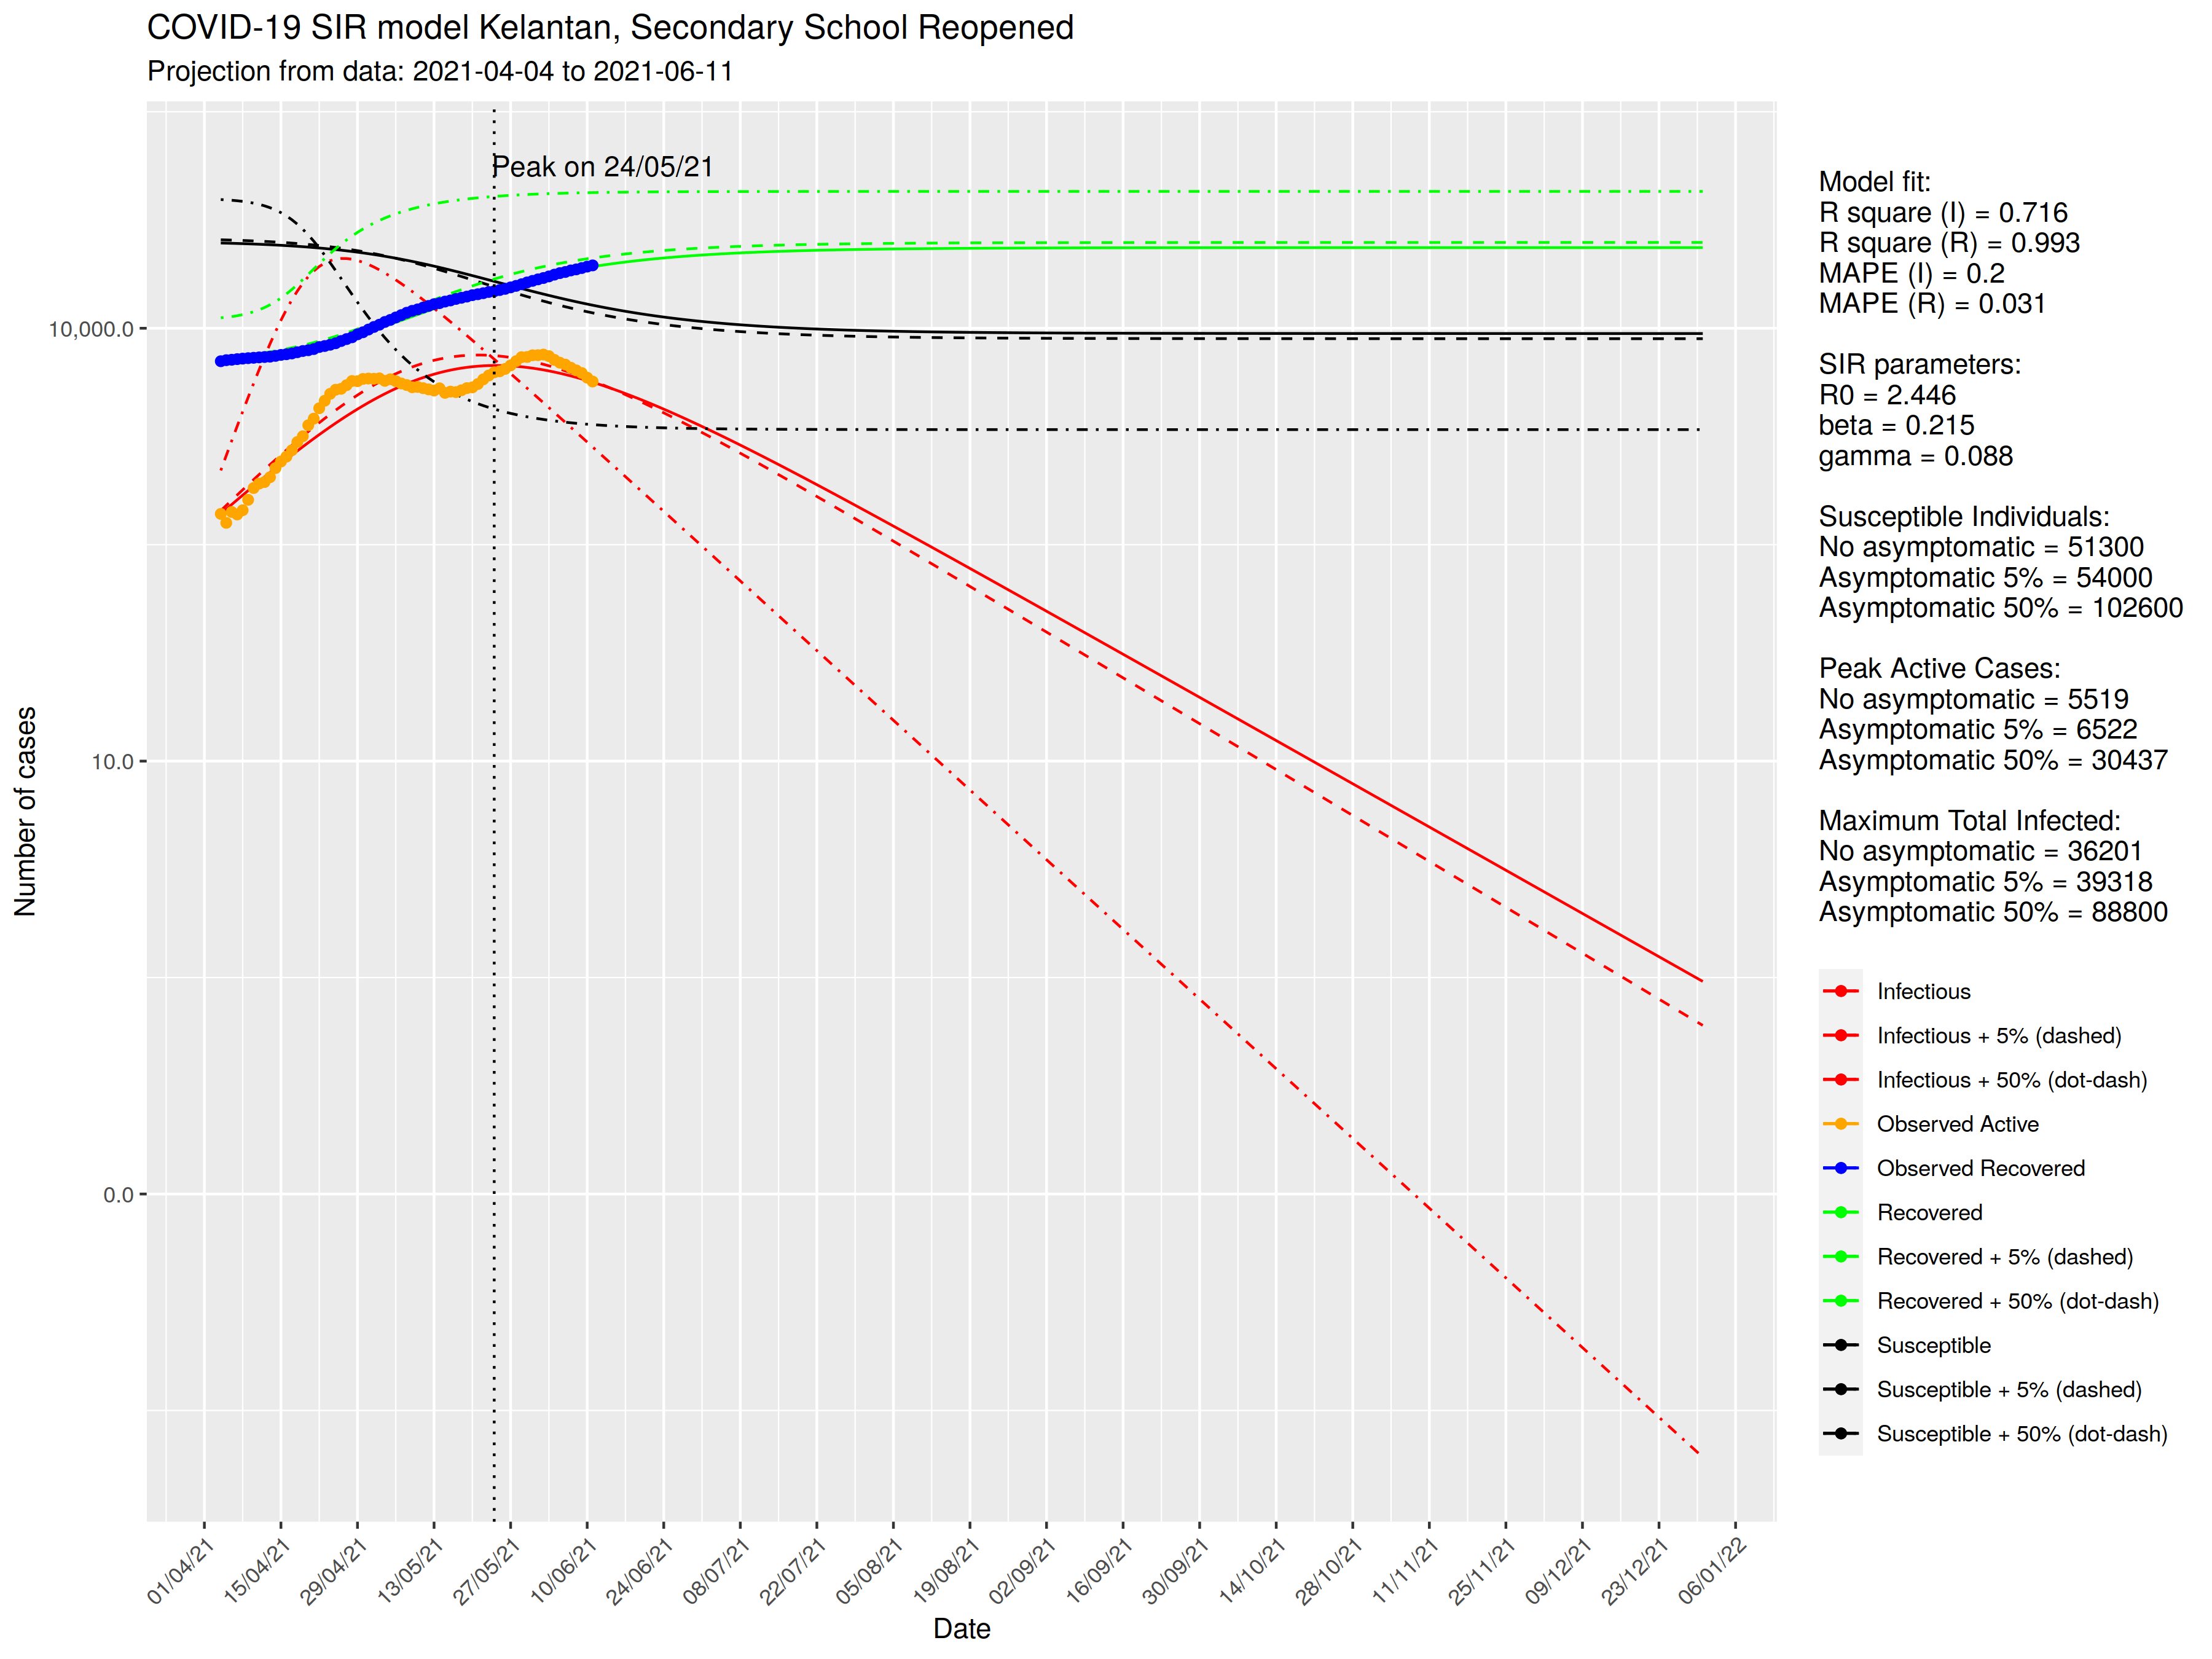 COVID-19 SIR model Kelantan, Secondary School Reopened
Projection from data: 2021-04-04 to 2021-06-11
Peak on 24/05/21
Number of cases
10,000.0
10.0
0.0
01/04/21
15/04/21
29/04/21
13/05/21
27/05/21
10/06/21
24/06/21
08/07/21
22/07/21
05/08/21
19/08/21
02/09/21
16/09/21
30/09/21
14/10/21
28/10/21
11/11/21
25/11/21
09/12/21
23/12/21
06/01/22
Date
Model fit:
R square (I) = 0.716
R square (R) = 0.993
MAPE (I) = 0.2
MAPE (R) = 0.031
SIR parameters:
R0 = 2.446
beta = 0.215
gamma = 0.088
Susceptible Individuals:
No asymptomatic = 51300
Asymptomatic 5% = 54000
Asymptomatic 50% = 102600
Peak Active Cases:
No asymptomatic = 5519
Asymptomatic 5% = 6522
Asymptomatic 50% = 30437
Maximum Total Infected:
No asymptomatic = 36201
Asymptomatic 5% = 39318
Asymptomatic 50% = 88800
Infectious
Infectious + 5% (dashed)
Infectious + 50% (dot-dash)
Observed Active
Observed Recovered
Recovered
Recovered + 5% (dashed)
Recovered + 50% (dot-dash)
Susceptible
Susceptible + 5% (dashed)
Susceptible + 50% (dot-dash)